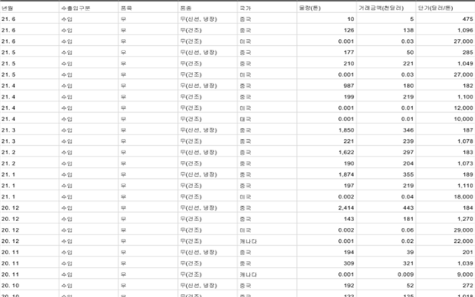 년월 수출입구분 품목 품종 국가 물량(톤) 거래금액(천달러) 단가(달러/톤)
21. 6 수입 무 무(신선, 냉장) 중국 10 5 475
21. 6 수입 무 무(건조) 중국 126 138 1,096
21. 6 수입 무 무(건조) 미국 0.001 0.03 27,000
21. 5 수입 무 무(신선, 냉장) 중국 177 50 285
21. 5 수입 무 무(건조) 중국 210 221 1,049
21. 5 수입 무 무(건조) 미국 0.001 0.03 27,000
21. 4 수입 무 무(신선, 냉장) 중국 987 180 182
21. 4 수입 무 무(건조) 중국 199 219 1,100
21. 4 수입 무 무(건조) 미국 0.001 0.01 12,000
21. 4 수입 무 무(건조) 태국 0.001 0.01 10,000
21. 3 수입 무 무(신선, 냉장) 중국 1,850 346 187
21. 3 수입 무 무(건조) 중국 221 239 1,078
21. 2 수입 무 무(신선, 냉장) 중국 1,622 297 183
21. 2 수입 무 무(건조) 중국 190 204 1,073
21. 1 수입 무 무(신선, 냉장) 중국 1,874 355 189
21. 1 수입 무 무(건조) 중국 197 219 1,110
21. 1 수입 무 무(건조) 미국 0.002 0.04 18,000
20. 12 수입 무 무(신선, 냉장) 중국 2,414 443 184
20. 12 수입 무 무(건조) 중국 143 181 1,270
20. 12 수입 무 무(건조) 미국 0.002 0.06 29,000
20. 12 수입 무 무(건조) 캐나다 0.001 0.02 22,000
20. 11 수입 무 무(신선, 냉장) 중국 194 39 201
20. 11 수입 무 무(건조) 중국 309 321 1,039
20. 11 수입 무 무(건조) 캐나다 0.001 0.009 9,000
20. 10 수입 무 무(신선, 냉장) 중국 192 52 272